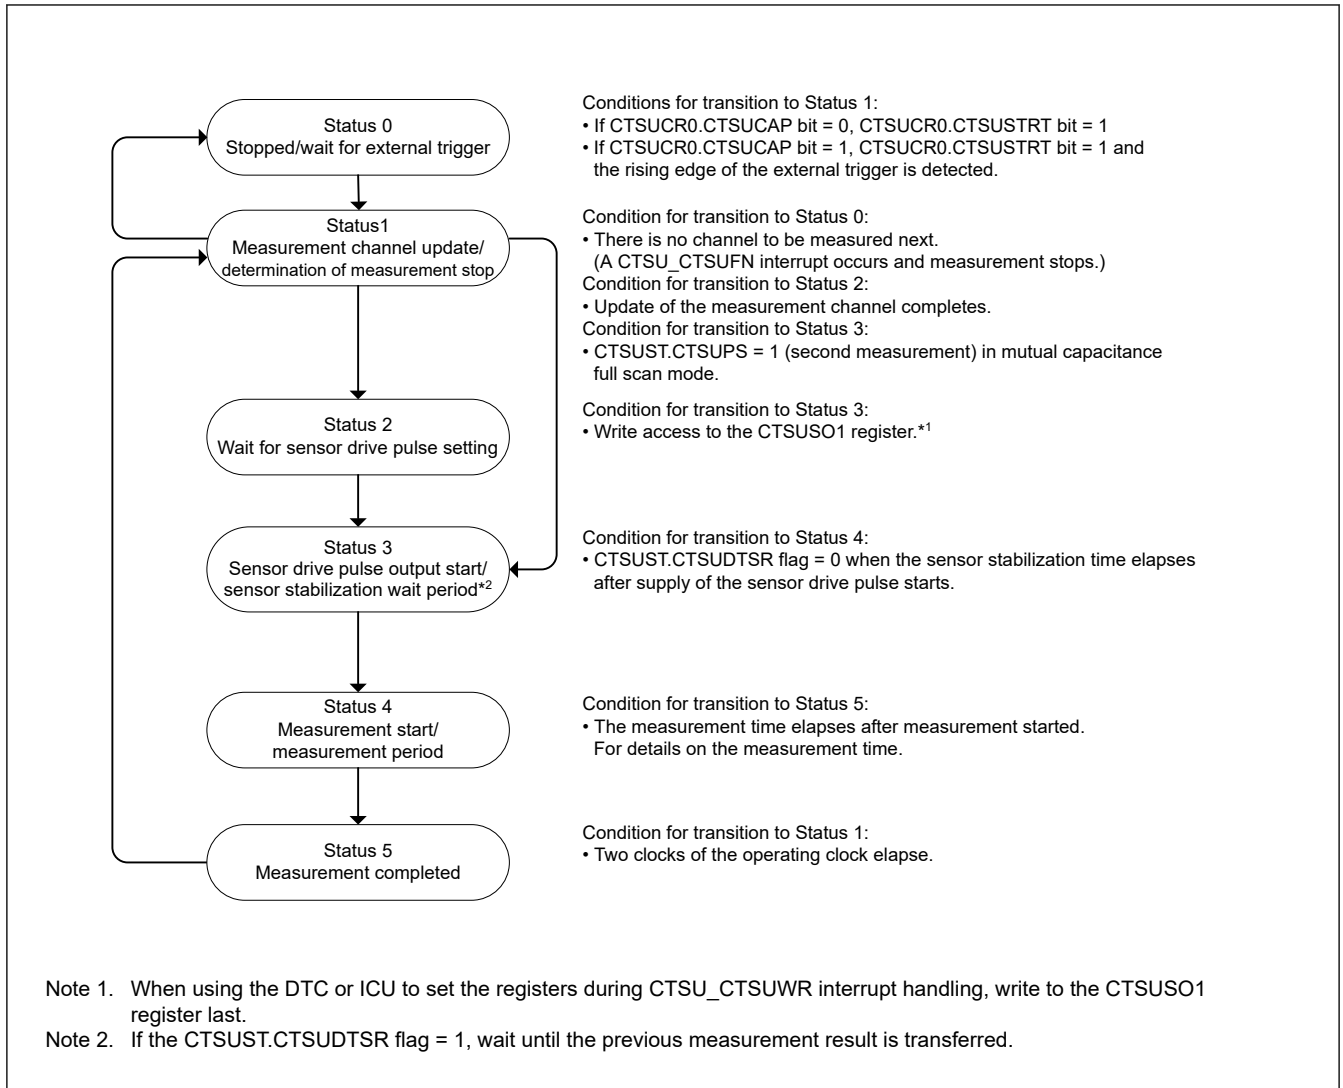 Status 0
Stopped/wait for external trigger
Conditions for transition to Status 1:
• If CTSUCR0.CTSUCAP bit = 0, CTSUCR0.CTSUSTRT bit = 1
• If CTSUCR0.CTSUCAP bit = 1, CTSUCR0.CTSUSTRT bit = 1 and
the rising edge of the external trigger is detected.
Status1
Measurement channel update/
determination of measurement stop
Condition for transition to Status 0:
• There is no channel to be measured next.
(A CTSU_CTSUFN interrupt occurs and measurement stops.)
Condition for transition to Status 2:
• Update of the measurement channel completes.
Condition for transition to Status 3:
• CTSUST.CTSUPS = 1 (second measurement) in mutual capacitance
full scan mode.
Status 2
Wait for sensor drive pulse setting
Condition for transition to Status 3:
• Write access to the CTSUSO1 register.*1
Status 3
Sensor drive pulse output start/
sensor stabilization wait period*2
Condition for transition to Status 4:
• CTSUST.CTSUDTSR flag = 0 when the sensor stabilization time elapses
after supply of the sensor drive pulse starts.
Status 4
Measurement start/
measurement period
Condition for transition to Status 5:
• The measurement time elapses after measurement started.
For details on the measurement time.
Status 5
Measurement completed
Condition for transition to Status 1:
• Two clocks of the operating clock elapse.
Note 1. When using the DTC or ICU to set the registers during CTSU_CTSUWR interrupt handling, write to the CTSUSO1
register last.
Note 2. If the CTSUST.CTSUDTSR flag = 1, wait until the previous measurement result is transferred.